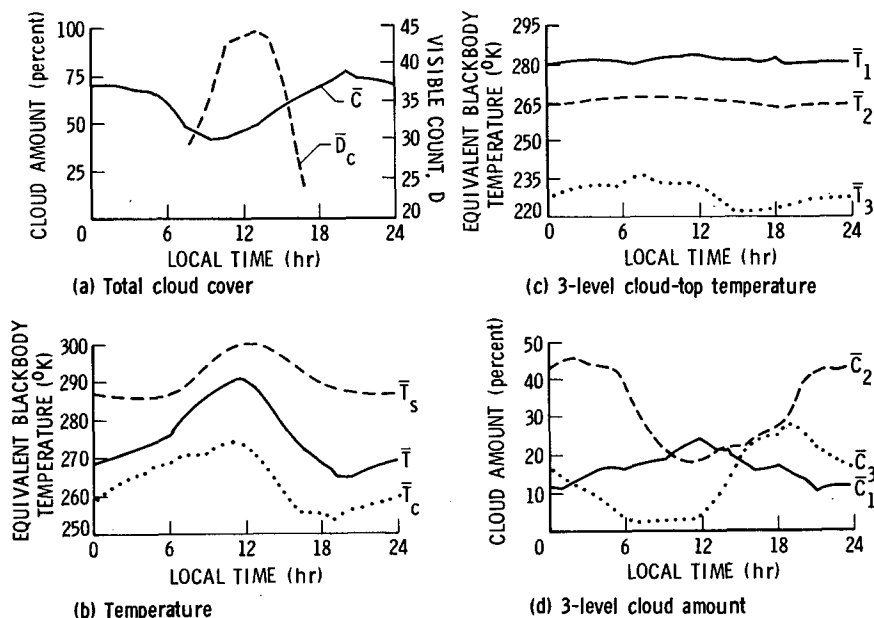 CLOUD AMOUNT (percent)
100
75
50
25
0
VISIBLE COUNT, D
45
40
35
30
25
20
C̄
D̄c
0 6 12 18 24
LOCAL TIME (hr)
(a) Total cloud cover
EQUIVALENT BLACKBODY
TEMPERATURE (°K)
300
290
280
270
260
250
T̄s
T̄
T̄c
0 6 12 18 24
LOCAL TIME (hr)
(b) Temperature
EQUIVALENT BLACKBODY
TEMPERATURE (°K)
295
280
265
235
220
T̄1
T̄2
T̄3
0 6 12 18 24
LOCAL TIME (hr)
(c) 3-level cloud-top temperature
CLOUD AMOUNT (percent)
50
40
30
20
10
C̄2
C̄3
C̄1
0 6 12 18 24
LOCAL TIME (hr)
(d) 3-level cloud amount